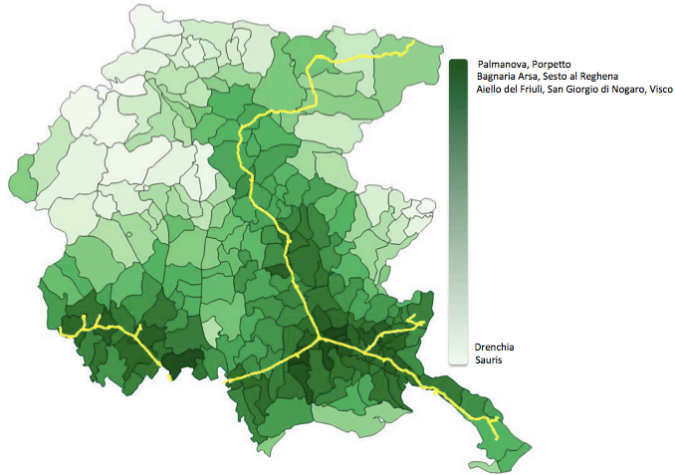 Palmanova, Porpetto
Bagnaria Arsa, Sesto al Reghena
Aiello del Friuli, San Giorgio di Nogaro, Visco
Drenchia
Sauris